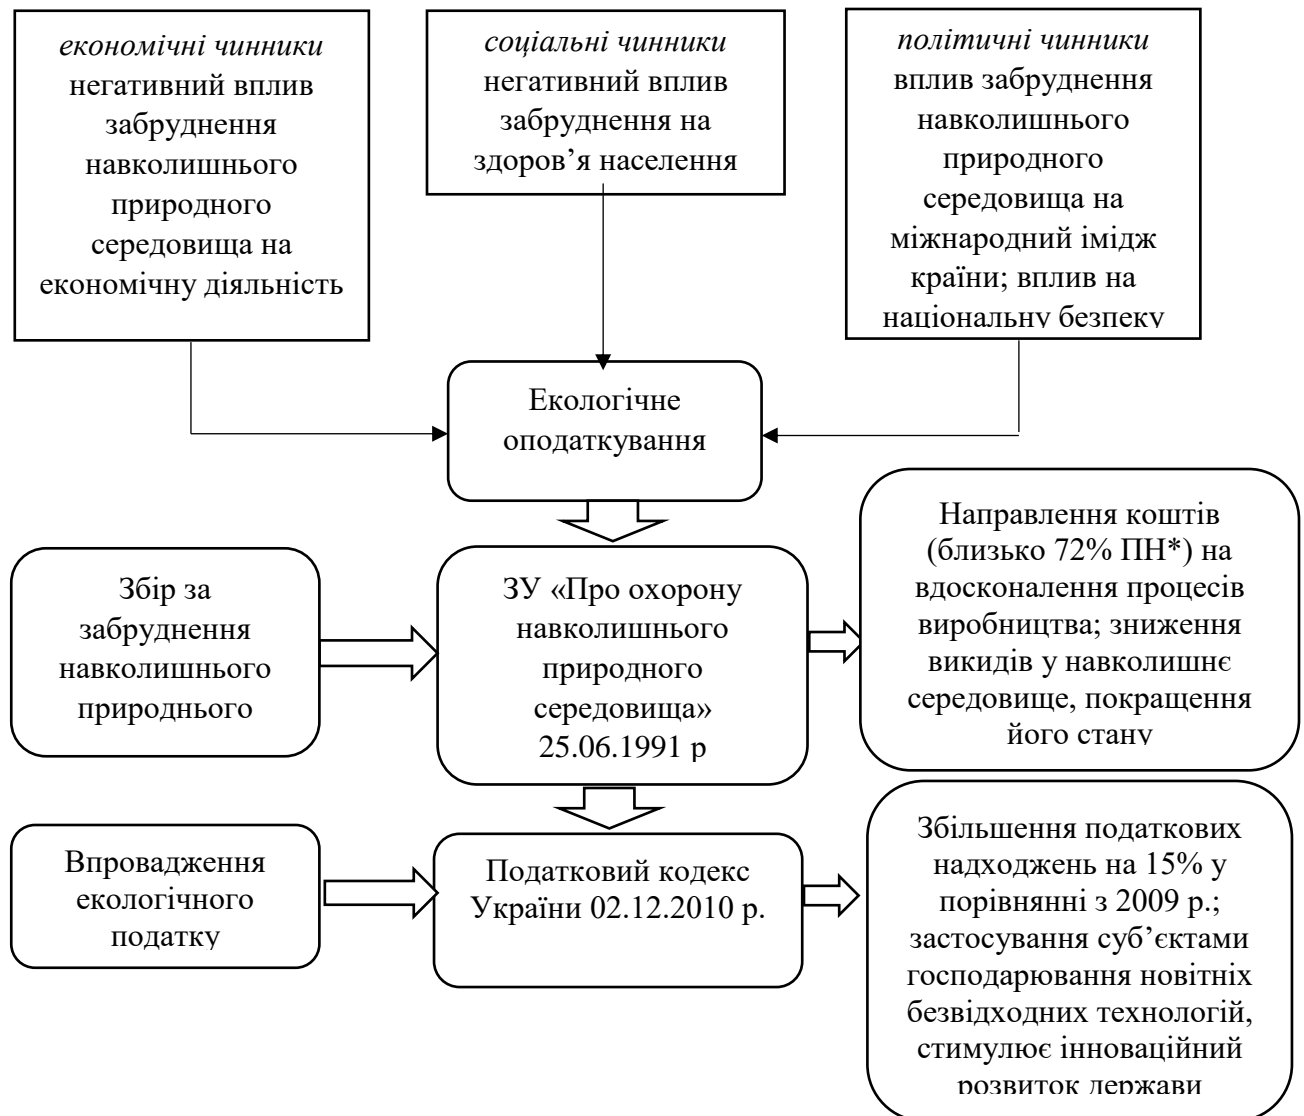 економічні чинники
негативний вплив
забруднення
навколишнього
природного
середовища на
економічну діяльність
соціальні чинники
негативний вплив
забруднення на
здоров’я населення
політичні чинники
вплив забруднення
навколишнього
природного
середовища на
міжнародний імідж
країни; вплив на
національну безпеку
Екологічне
оподаткування
Збір за
забруднення
навколишнього
природнього
ЗУ «Про охорону
навколишнього
природного
середовища»
25.06.1991 р
Направлення коштів
(близько 72% ПН*) на
вдосконалення процесів
виробництва; зниження
викидів у навколишнє
середовище, покращення
його стану
Впровадження
екологічного
податку
Податковий кодекс
України 02.12.2010 р.
Збільшення податкових
надходжень на 15% у
порівнянні з 2009 р.;
застосування суб’єктами
господарювання новітніх
безвідходних технологій,
стимулює інноваційний
розвиток держави